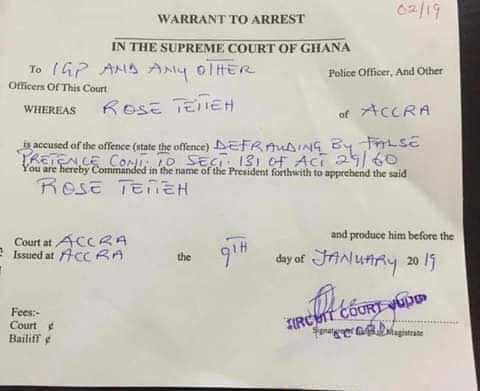 02/19
WARRANT TO ARREST
IN THE SUPREME COURT OF GHANA
To IGP AND ANY OTHER Police Officer, And Other
Officers Of This Court
WHEREAS ROSE TETTEH of ACCRA
is accused of the offence (state the offence) DEFRAUDING BY FALSE
PRETENCE CONT. TO SECT. 131 OF ACT 29/60
You are hereby Commanded in the name of the President forthwith to apprehend the said
ROSE TETTEH
and produce him before the
Court at ACCRA
Issued at ACCRA the 9TH day of JANUARY 2019
CIRCUIT COURT JUDGE
Signature of Magistrate
Fees:-
Court ¢
Bailiff ¢